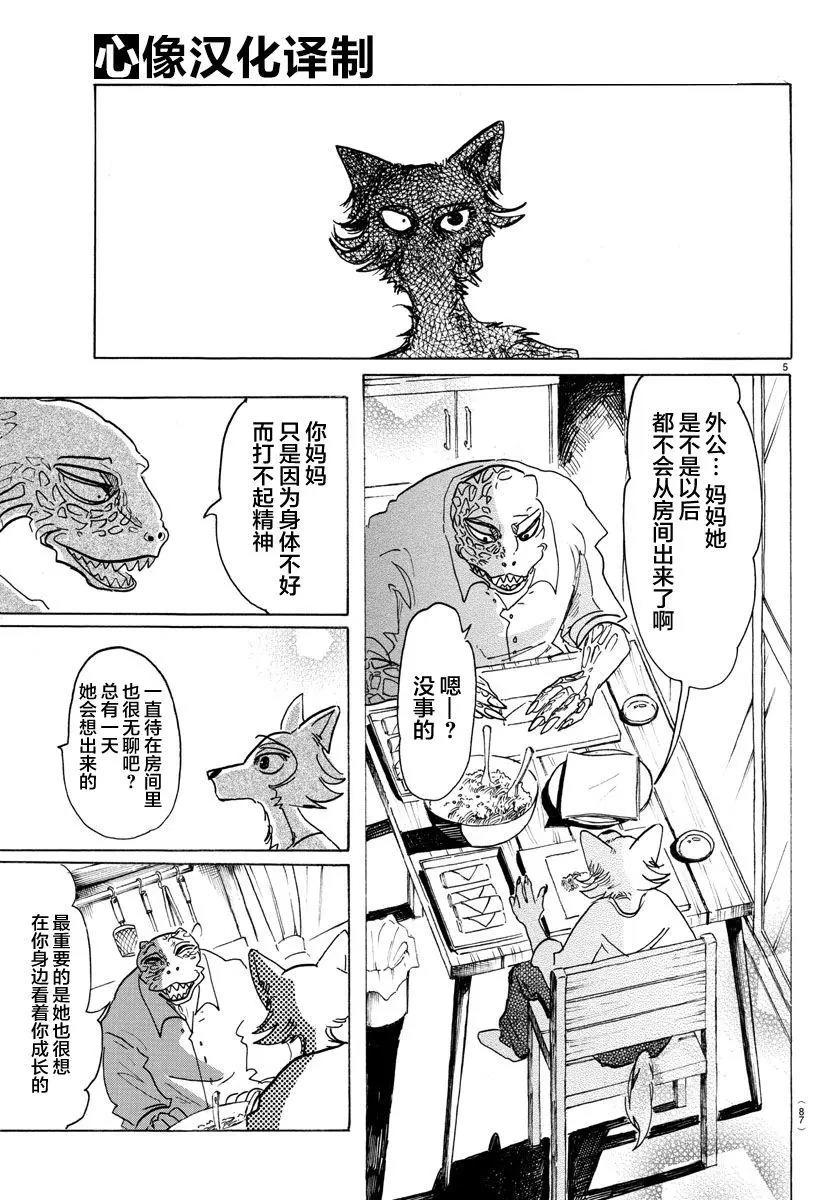 心像汉化译制
5
外公…妈妈她
是不是以后
都不会从房间出来了啊
嗯—?
没事的
你妈妈
只是因为身体不好
而打不起精神
一直待在房间里
也很无聊吧?
总有一天
她会想出来的
最重要的是她也很想
在你身边看着你成长的
(87)